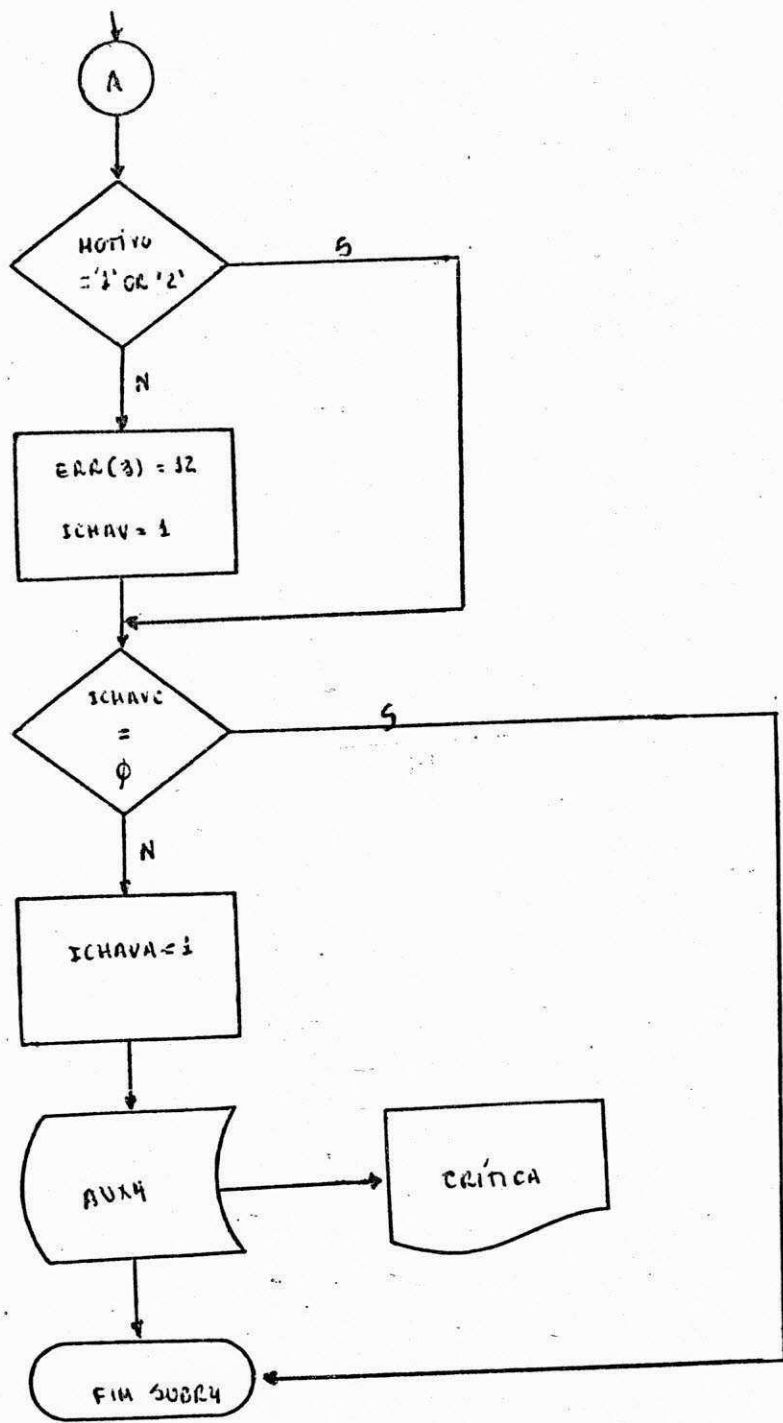 A
MOTIVO
='1' OR '2'
S
N
ERR(3) = 12
ICHAV = 1
ICHAVE
=
φ
S
N
ICHAVA = 1
AUX4
CRÍTICA
FIM SUBR4